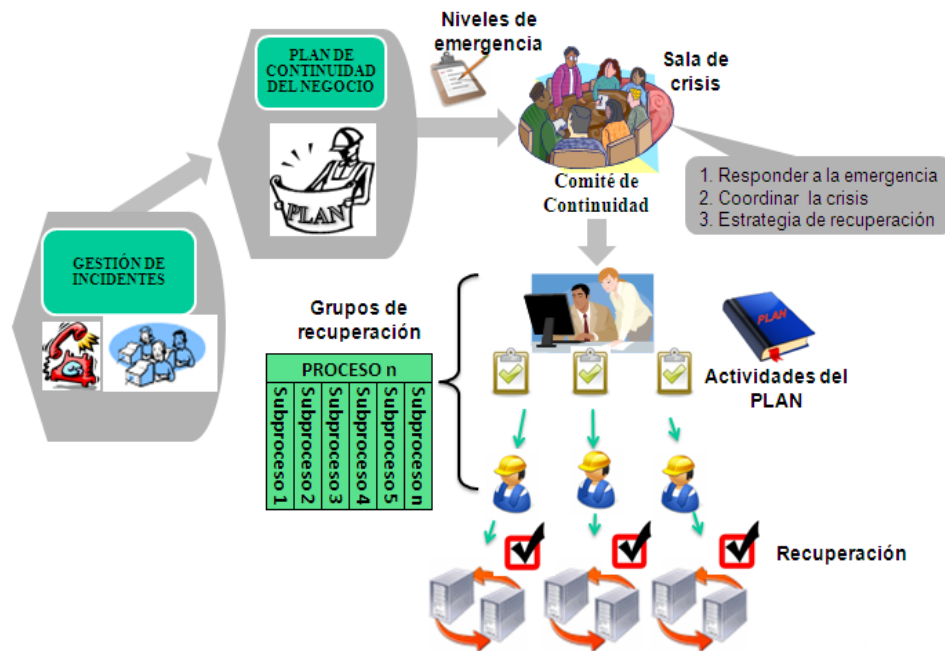 Niveles de
emergencia
PLAN DE
CONTINUIDAD
DEL NEGOCIO
PLAN
Sala de
crisis
Comité de
Continuidad
1. Responder a la emergencia
2. Coordinar la crisis
3. Estrategia de recuperación
GESTIÓN DE
INCIDENTES
Grupos de
recuperación
PROCESO n
Subproceso 1
Subproceso 2
Subproceso 3
Subproceso 4
Subproceso 5
Subproceso n
PLAN
Actividades del
PLAN
Recuperación